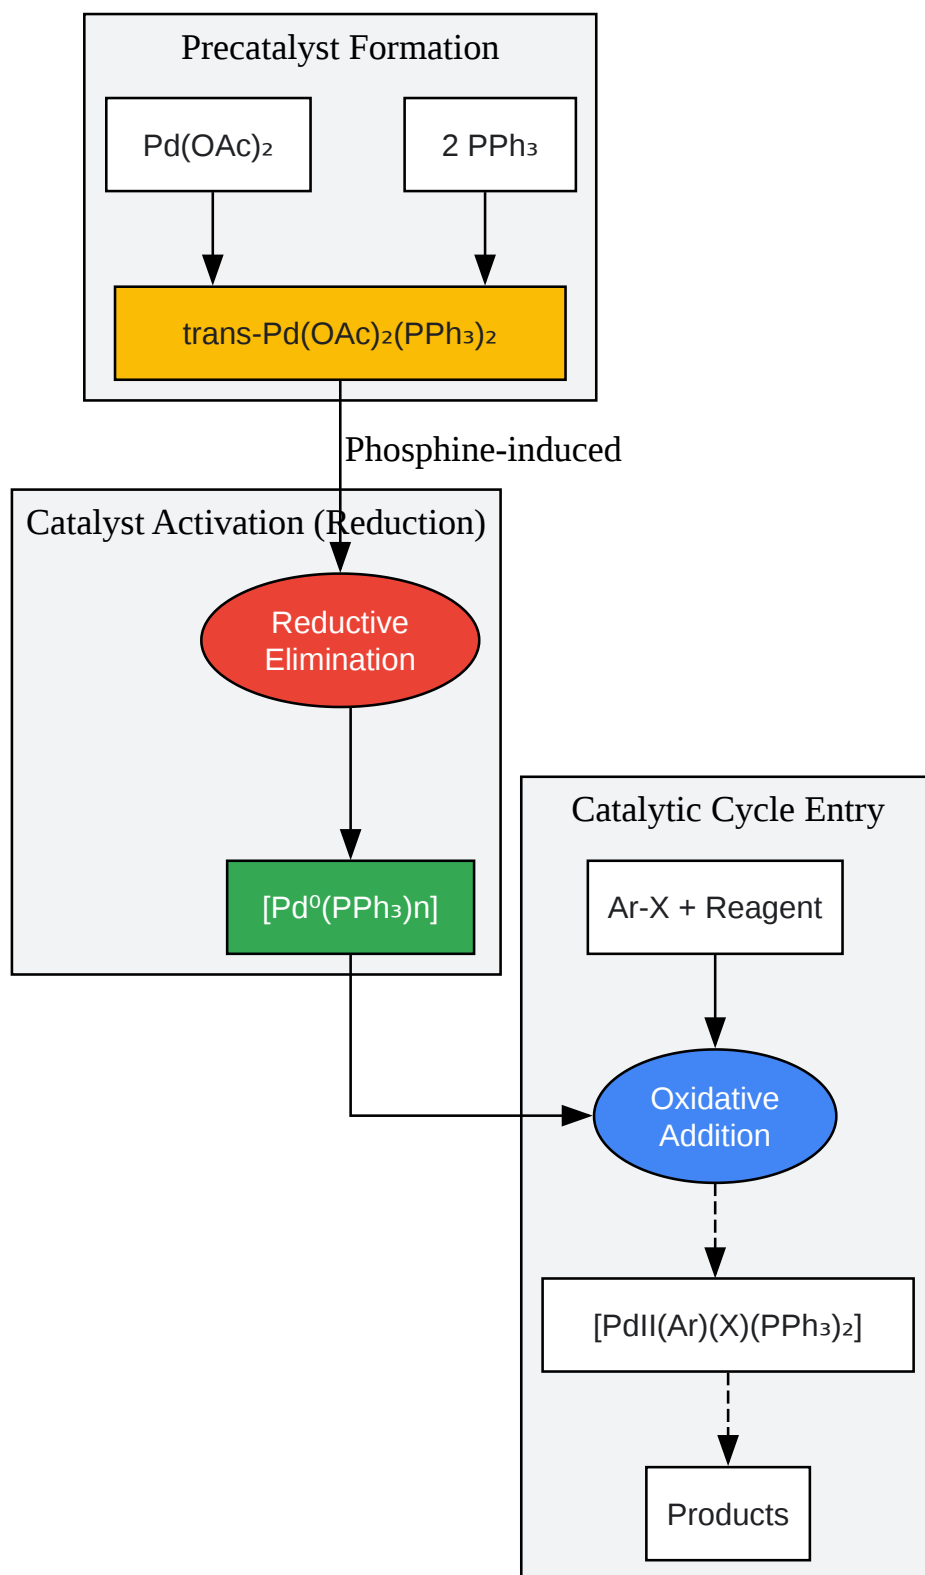 Precatalyst Formation
Pd(OAc)₂
2 PPh₃
trans-Pd(OAc)₂(PPh₃)₂
Phosphine-induced
Catalyst Activation (Reduction)
Reductive
Elimination
[Pd⁰(PPh₃)n]
Catalytic Cycle Entry
Ar-X + Reagent
Oxidative
Addition
[PdII(Ar)(X)(PPh₃)₂]
Products